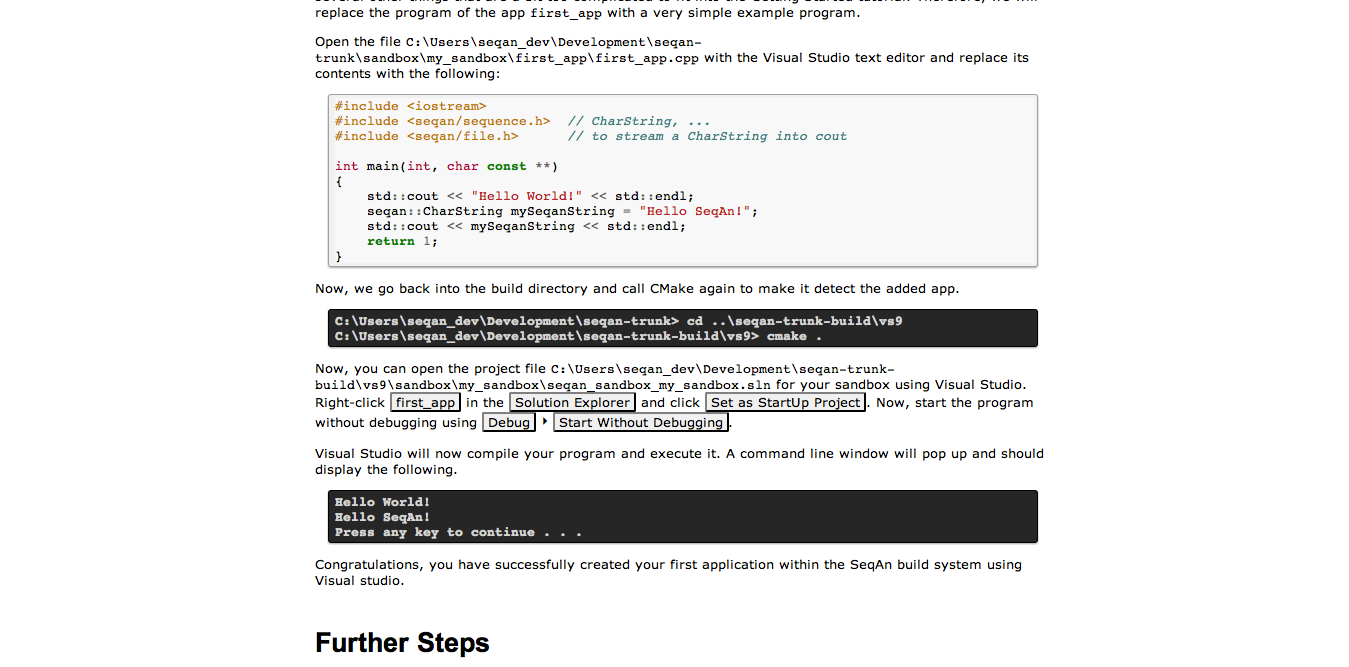 replace the program of the app first_app with a very simple example program.
Open the file C:\Users\seqan_dev\Development\seqan-
trunk\sandbox\my_sandbox\first_app\first_app.cpp with the Visual Studio text editor and replace its
contents with the following:
#include <iostream>
#include <seqan/sequence.h>  // CharString, ...
#include <seqan/file.h>      // to stream a CharString into cout
int main(int, char const **)
{
    std::cout << "Hello World!" << std::endl;
    seqan::CharString mySeqanString = "Hello SeqAn!";
    std::cout << mySeqanString << std::endl;
    return 1;
}
Now, we go back into the build directory and call CMake again to make it detect the added app.
C:\Users\seqan_dev\Development\seqan-trunk> cd ..\seqan-trunk-build\vs9
C:\Users\seqan_dev\Development\seqan-trunk-build\vs9> cmake .
Now, you can open the project file C:\Users\seqan_dev\Development\seqan-trunk-
build\vs9\sandbox\my_sandbox\seqan_sandbox_my_sandbox.sln for your sandbox using Visual Studio.
Right-click first_app in the Solution Explorer and click Set as StartUp Project. Now, start the program
without debugging using Debug ‣ Start Without Debugging.
Visual Studio will now compile your program and execute it. A command line window will pop up and should
display the following.
Hello World!
Hello SeqAn!
Press any key to continue . . .
Congratulations, you have successfully created your first application within the SeqAn build system using
Visual studio.
Further Steps